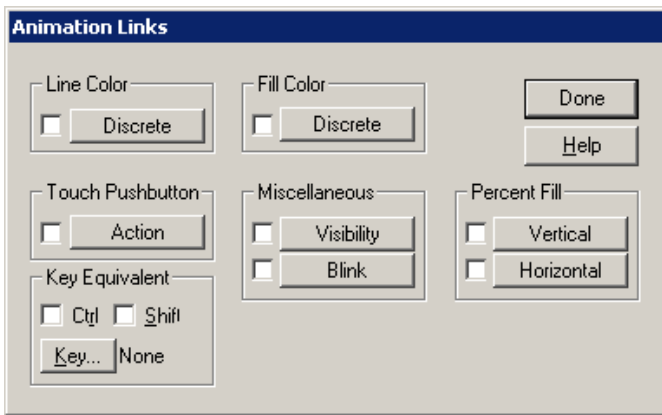 Animation Links
Line Color
Discrete
Fill Color
Discrete
Done
Help
Touch Pushbutton
Action
Miscellaneous
Visibility
Blink
Percent Fill
Vertical
Horizontal
Key Equivalent
Ctrl Shift
Key... None